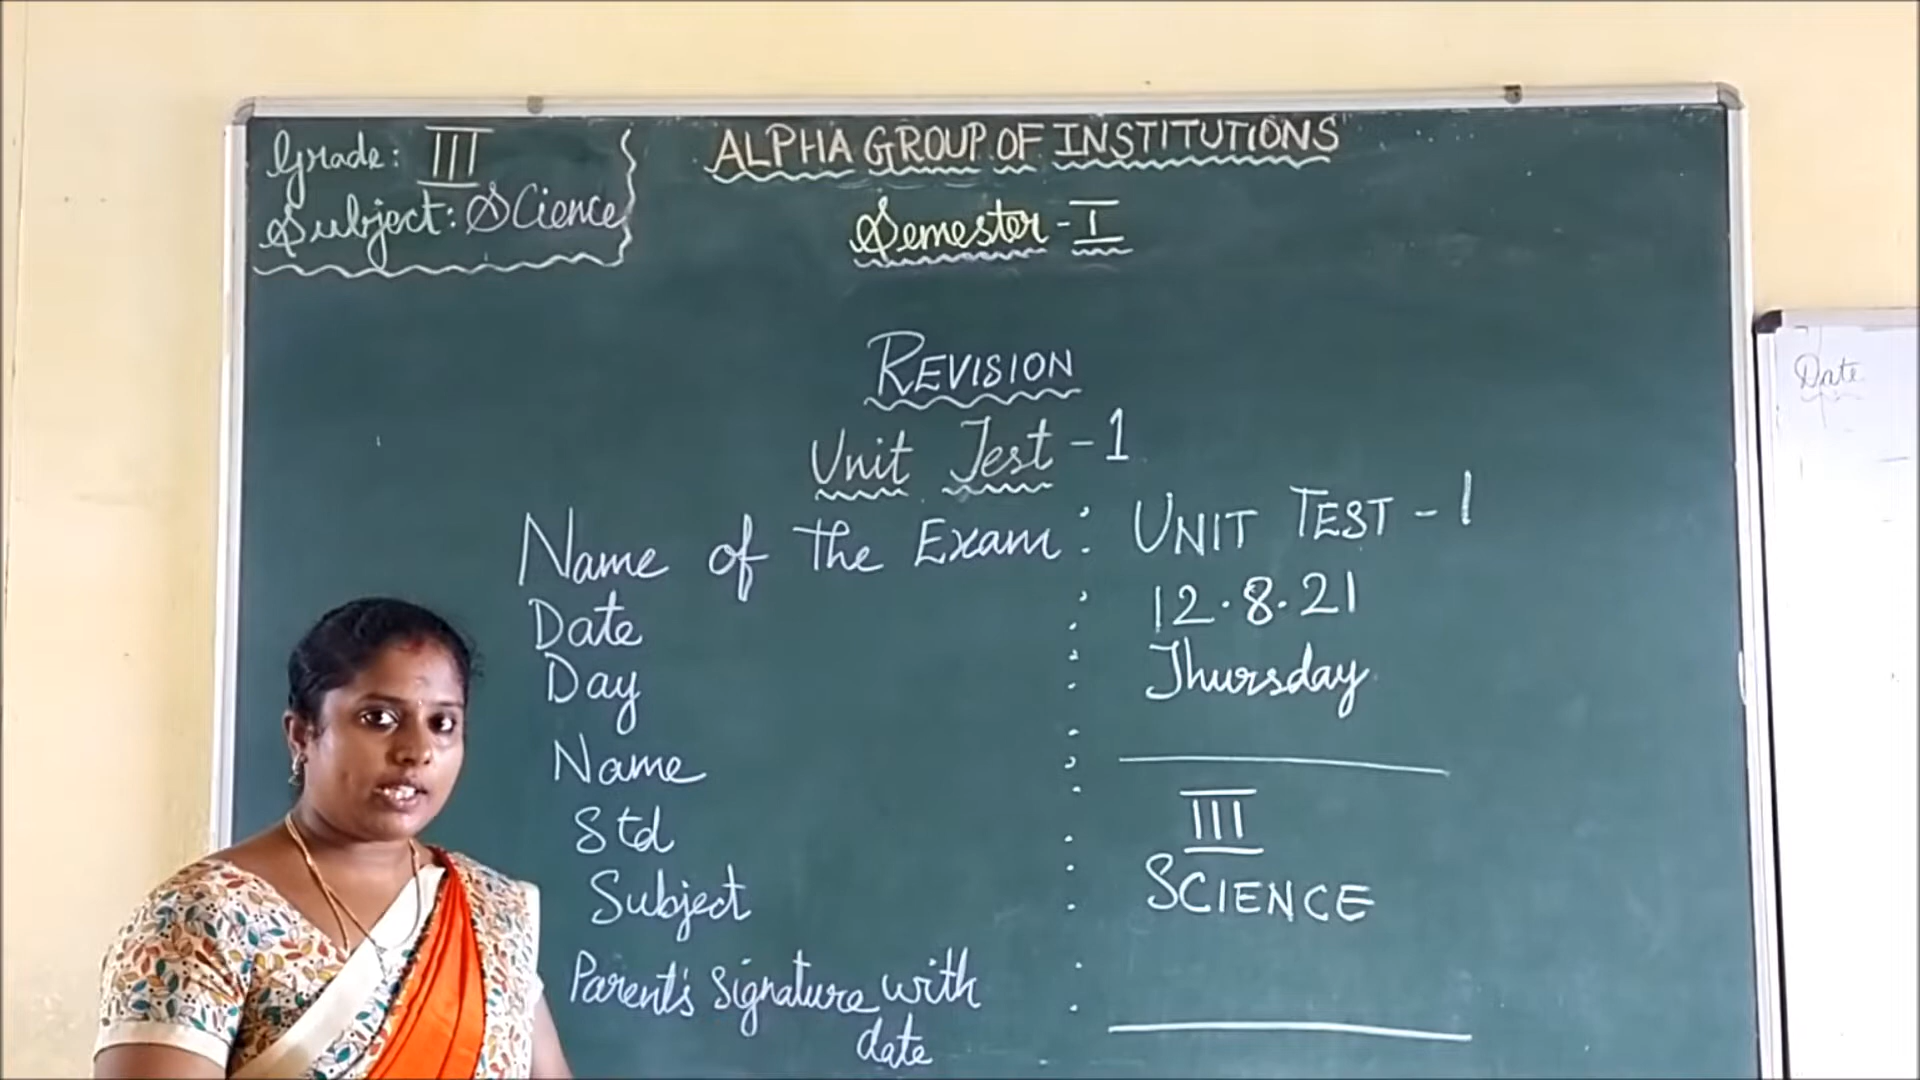 Grade: III
Subject: Science
ALPHA GROUP OF INSTITUTIONS
Semester - I
REVISION
Unit Test - 1
Name of the Exam : UNIT TEST - 1
Date : 12.8.21
Day : Thursday
Name :
Std : III
Subject : SCIENCE
Parent's Signature with :
date
Date